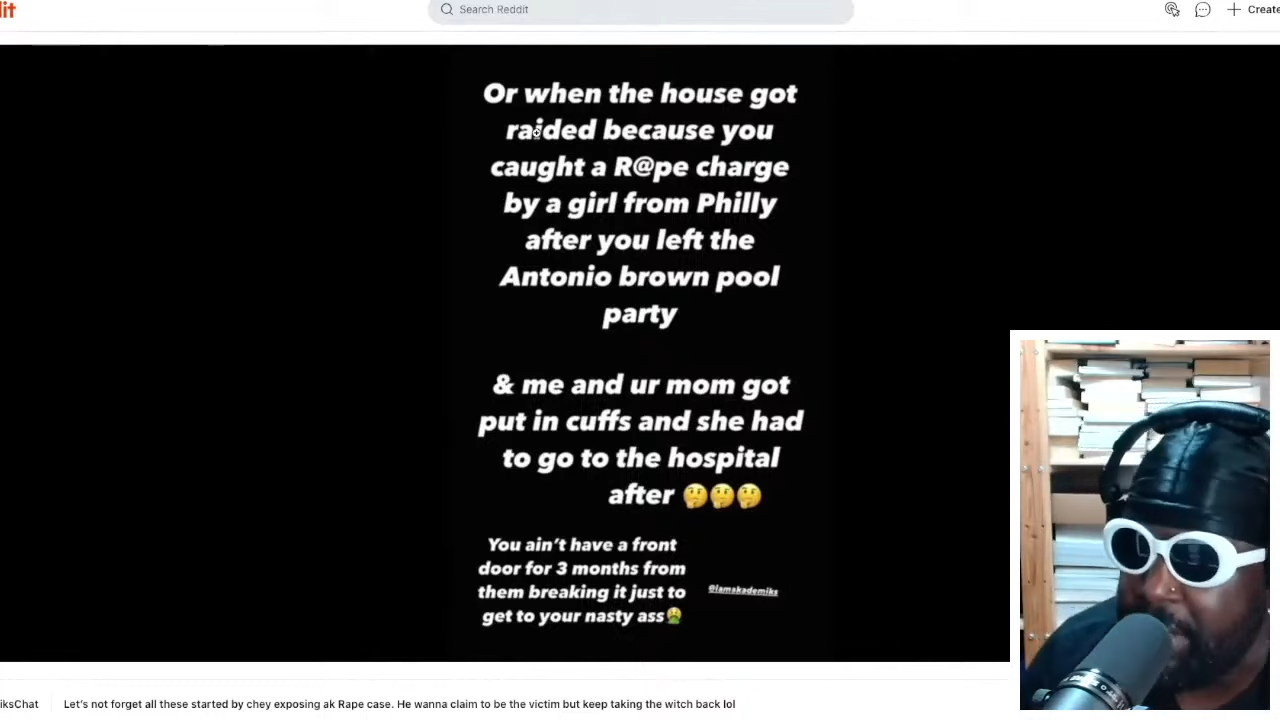 it
Search Reddit
Create
Or when the house got
raided because you
caught a R@pe charge
by a girl from Philly
after you left the
Antonio brown pool
party
& me and ur mom got
put in cuffs and she had
to go to the hospital
after 🤔🤔🤔
You ain't have a front
door for 3 months from
them breaking it just to
get to your nasty ass🤮
@iamakademiks
iksChat
Let's not forget all these started by chey exposing ak Rape case. He wanna claim to be the victim but keep taking the witch back lol